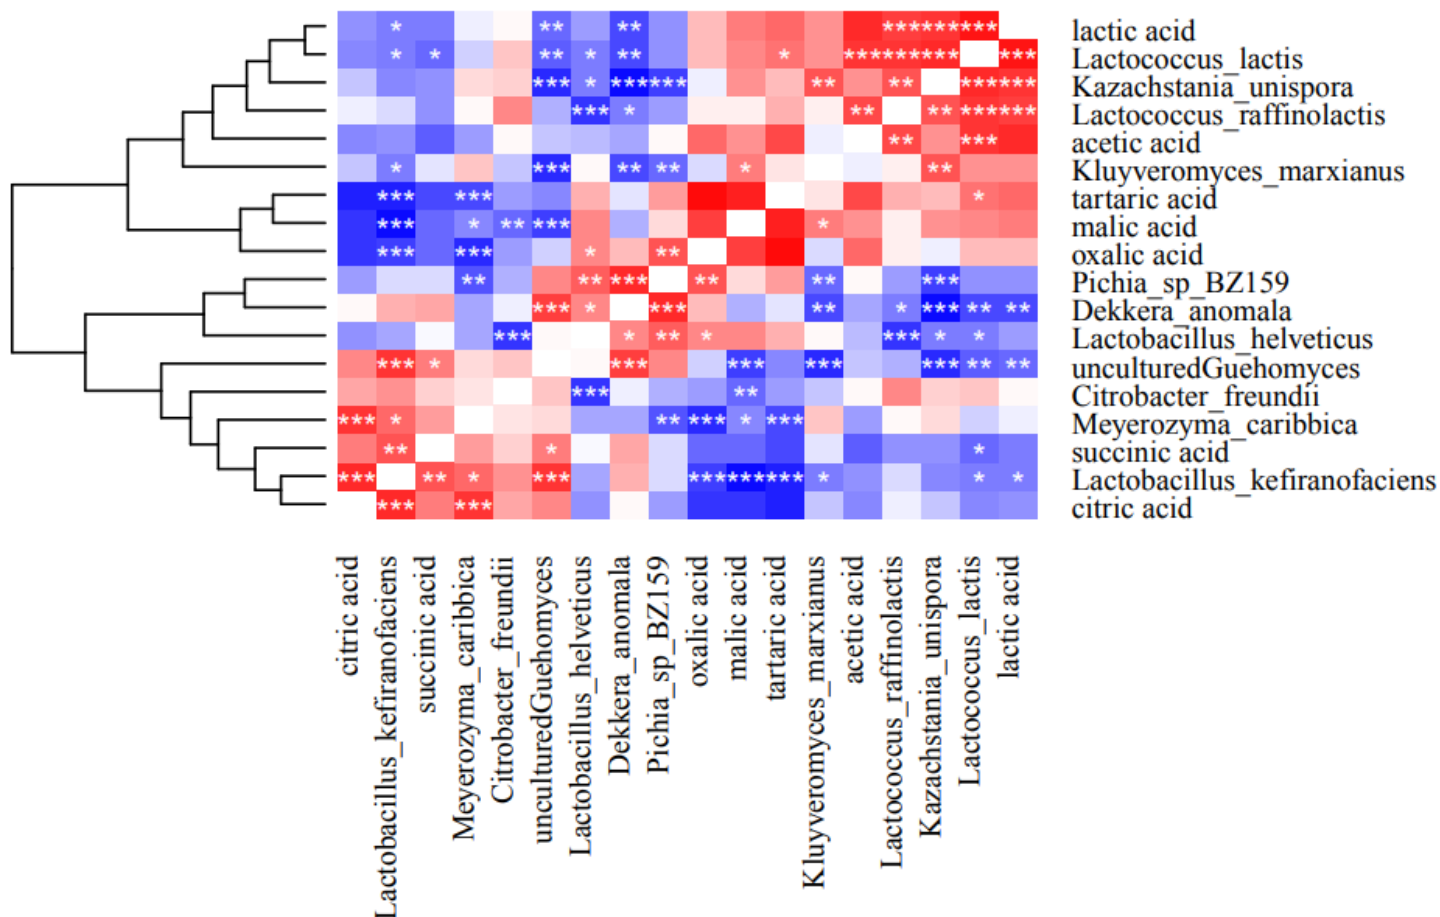 * ** ** *** *** *** lactic acid
* * ** * ** * *** *** *** *** Lactococcus_lactis
*** * *** *** ** ** *** *** Kazachstania_unispora
*** * ** ** *** *** Lactococcus_raffinolactis
** *** acetic acid
* *** ** ** * ** Kluyveromyces_marxianus
*** *** * tartaric acid
*** * ** *** * malic acid
*** *** * ** oxalic acid
** ** *** ** ** *** Pichia_sp_BZ159
*** * *** ** * *** ** ** Dekkera_anomala
*** * ** * *** * * Lactobacillus_helveticus
*** * *** *** *** *** ** ** unculturedGuehomyces
*** ** Citrobacter_freundii
*** * ** *** * *** Meyerozyma_caribbica
** * * succinic acid
*** ** * *** *** *** *** * * * Lactobacillus_kefiranofaciens
*** *** citric acid
citric acid
Lactobacillus_kefiranofaciens
succinic acid
Meyerozyma_caribbica
Citrobacter_freundii
unculturedGuehomyces
Lactobacillus_helveticus
Dekkera_anomala
Pichia_sp_BZ159
oxalic acid
malic acid
tartaric acid
Kluyveromyces_marxianus
acetic acid
Lactococcus_raffinolactis
Kazachstania_unispora
Lactococcus_lactis
lactic acid